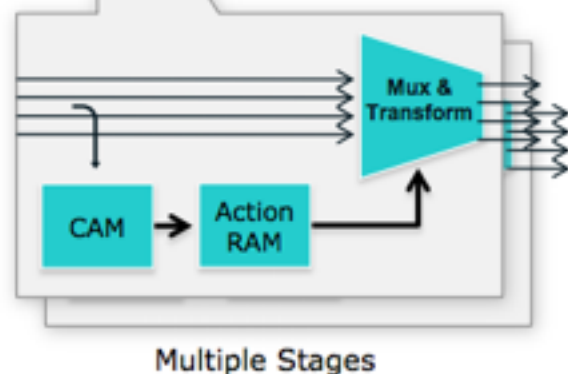 Mux &
Transform
CAM
Action
RAM
Multiple Stages